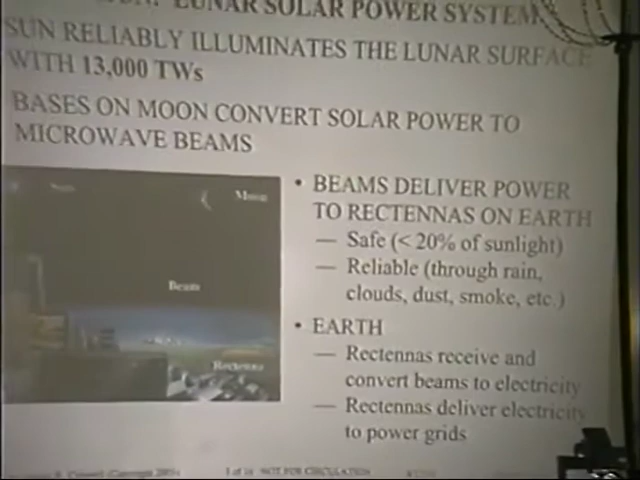 LUNAR SOLAR POWER SYSTEM
SUN RELIABLY ILLUMINATES THE LUNAR SURFACE
WITH 13,000 TWs
BASES ON MOON CONVERT SOLAR POWER TO
MICROWAVE BEAMS
Moon
Beam
Rectenna
• BEAMS DELIVER POWER
TO RECTENNAS ON EARTH
— Safe (< 20% of sunlight)
— Reliable (through rain,
clouds, dust, smoke, etc.)
• EARTH
— Rectennas receive and
convert beams to electricity
— Rectennas deliver electricity
to power grids
NOT FOR CIRCULATION